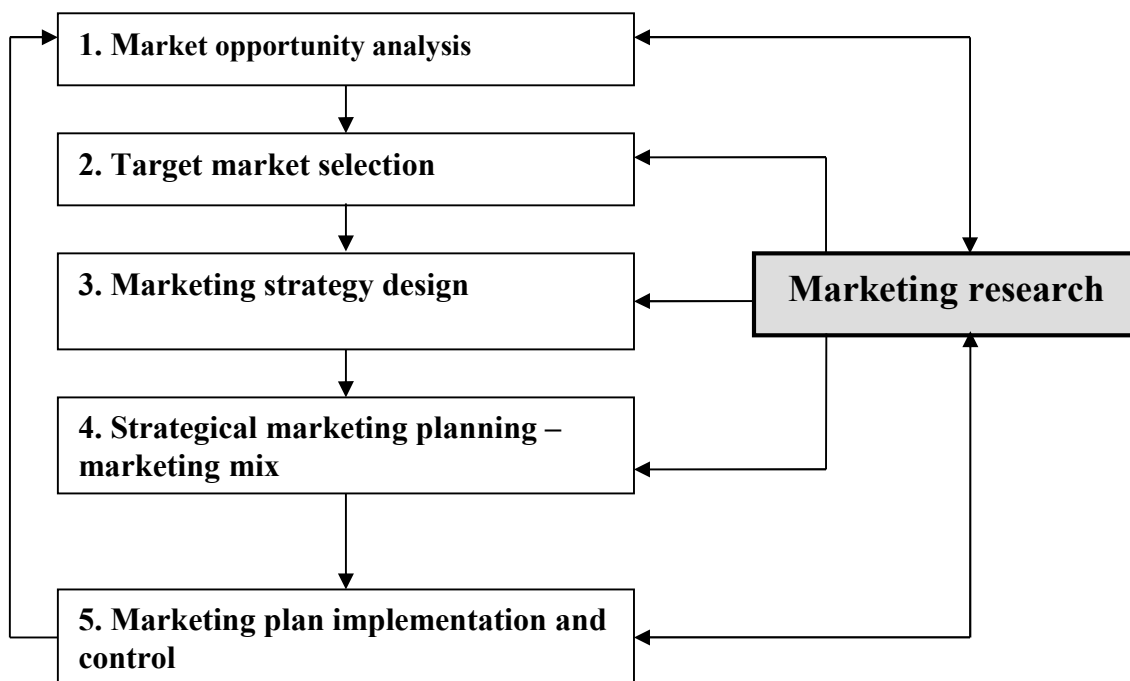 1. Market opportunity analysis
2. Target market selection
3. Marketing strategy design
Marketing research
4. Strategical marketing planning –
marketing mix
5. Marketing plan implementation and
control